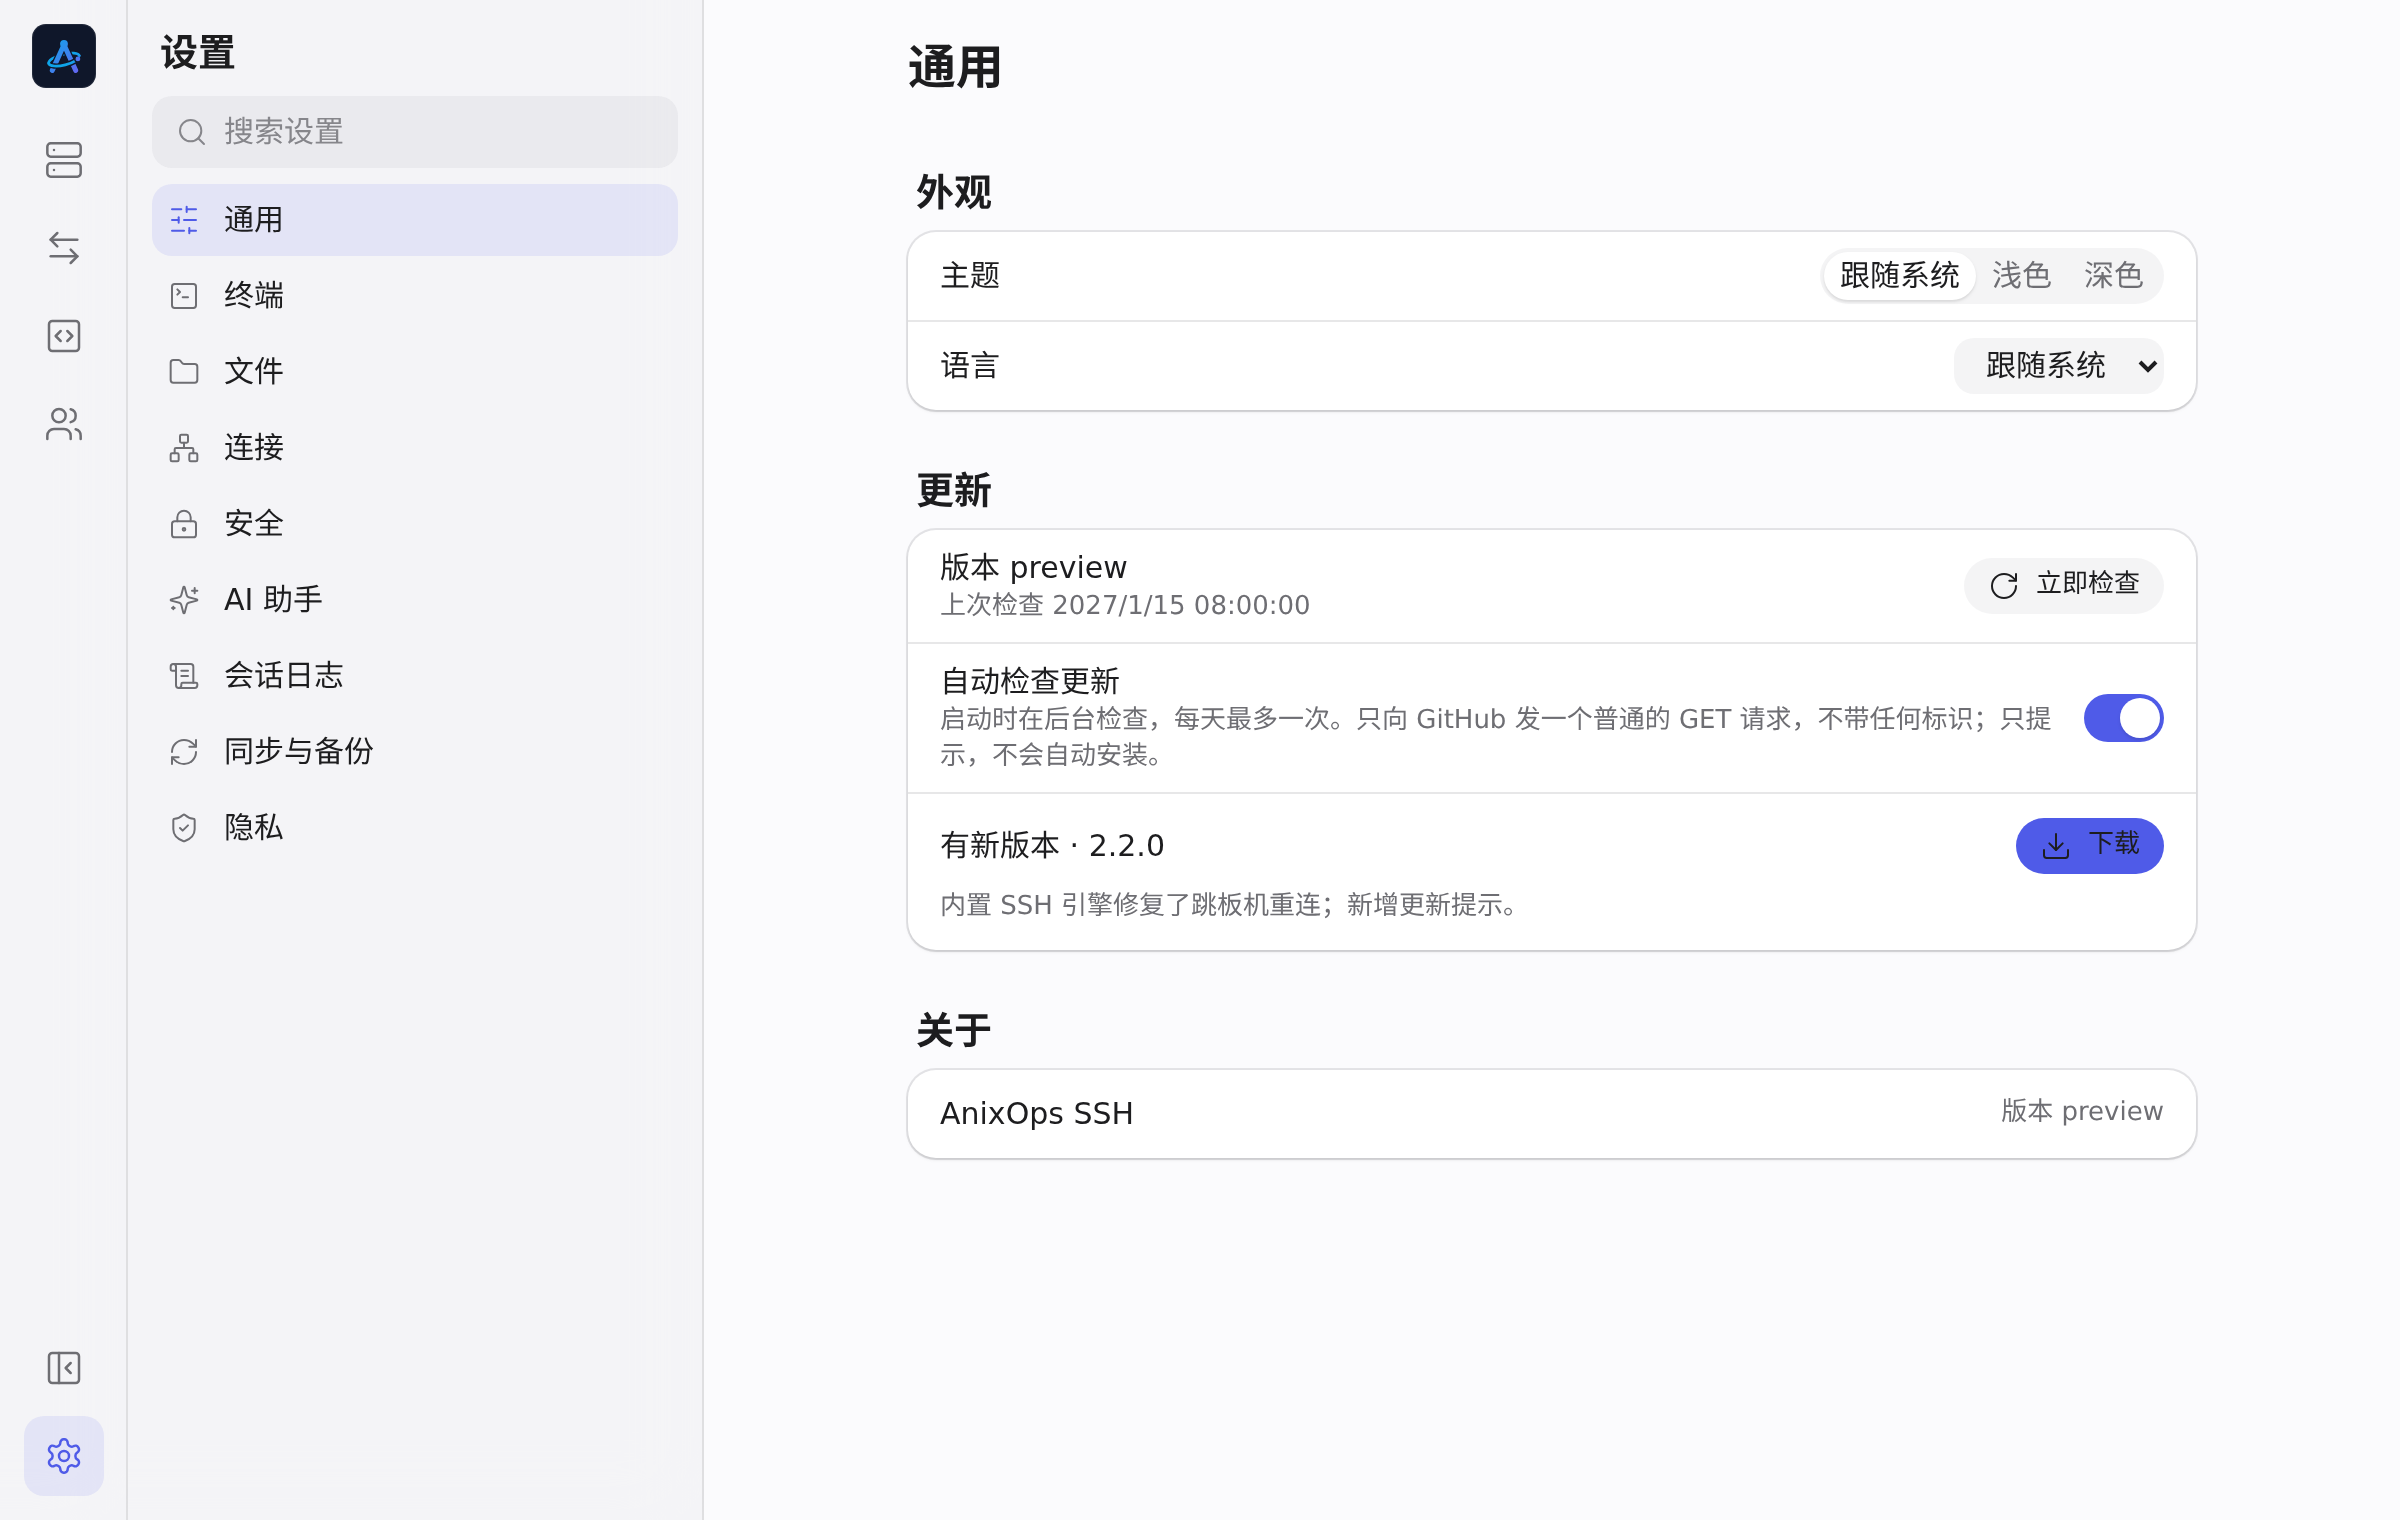 设置
搜索设置
通用
终端
文件
连接
安全
AI 助手
会话日志
同步与备份
隐私
通用
外观
主题
跟随系统 浅色 深色
语言
跟随系统
更新
版本 preview
上次检查 2027/1/15 08:00:00
立即检查
自动检查更新
启动时在后台检查，每天最多一次。只向 GitHub 发一个普通的 GET 请求，不带任何标识；只提
示，不会自动安装。
有新版本 · 2.2.0
下载
内置 SSH 引擎修复了跳板机重连；新增更新提示。
关于
AnixOps SSH
版本 preview